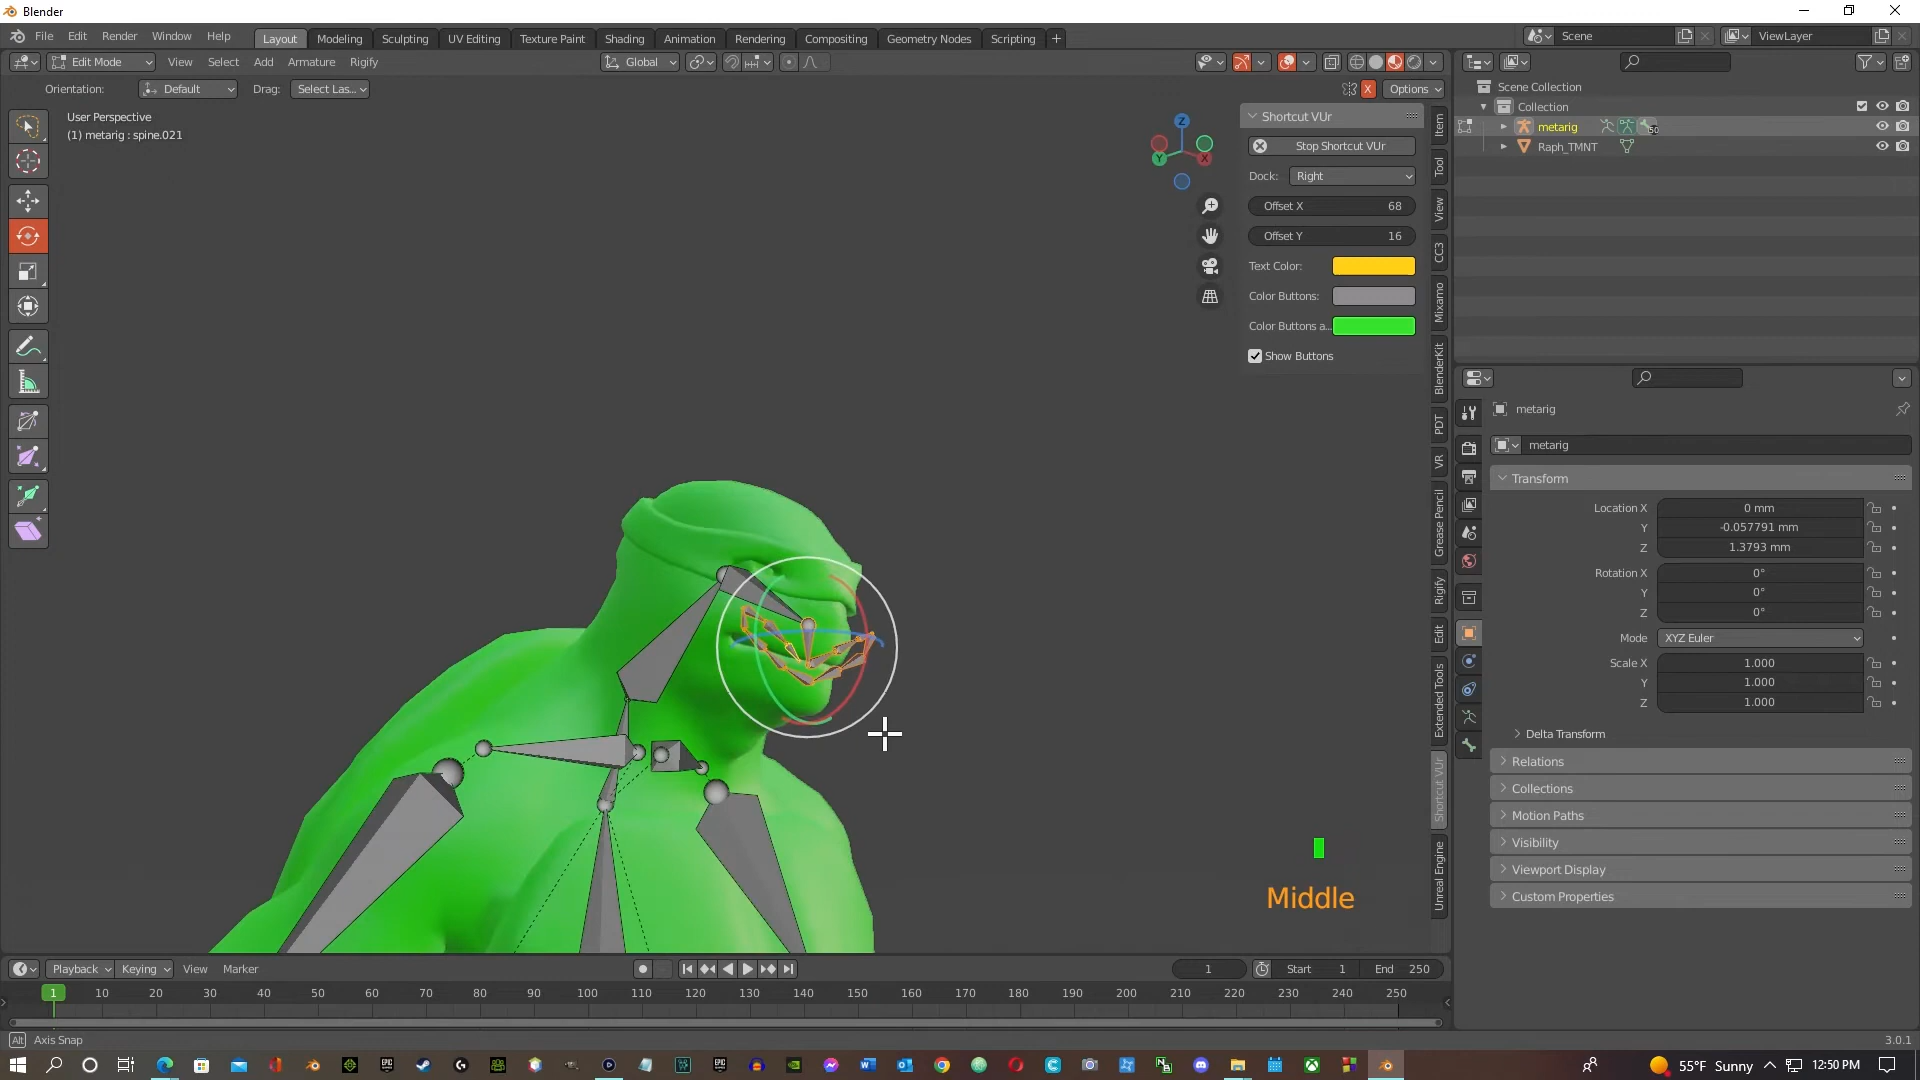 Blender
File Edit Render Window Help Layout Modeling Sculpting UV Editing Texture Paint Shading Animation Rendering Compositing Geometry Nodes Scripting + Scene ViewLayer
Edit Mode View Select Add Armature Rigify Global
Orientation: Default Drag: Select Las... X Options
User Perspective
(1) metarig : spine.021
Z
Y
X
Shortcut VUr
Stop Shortcut VUr
Dock: Right
Offset X 68
Offset Y 16
Text Color:
Color Buttons:
Color Buttons a...
Show Buttons
Item
Tool
View
CC3
Mixamo
BlenderKit
PDT
VR
Grease Pencil
Rigify
Edit
Extended Tools
Shortcut VUr
Unreal Engine
Scene Collection
Collection
metarig 50
Raph_TMNT
metarig
metarig
Transform
Location X 0 mm
Y -0.057791 mm
Z 1.3793 mm
Rotation X 0°
Y 0°
Z 0°
Mode XYZ Euler
Scale X 1.000
Y 1.000
Z 1.000
Delta Transform
Relations
Collections
Motion Paths
Visibility
Viewport Display
Custom Properties
Middle
Playback Keying View Marker 1 Start 1 End 250
1 10 20 30 40 50 60 70 80 90 100 110 120 130 140 150 160 170 180 190 200 210 220 230 240 250
Alt Axis Snap 3.0.1
55°F Sunny 12:50 PM